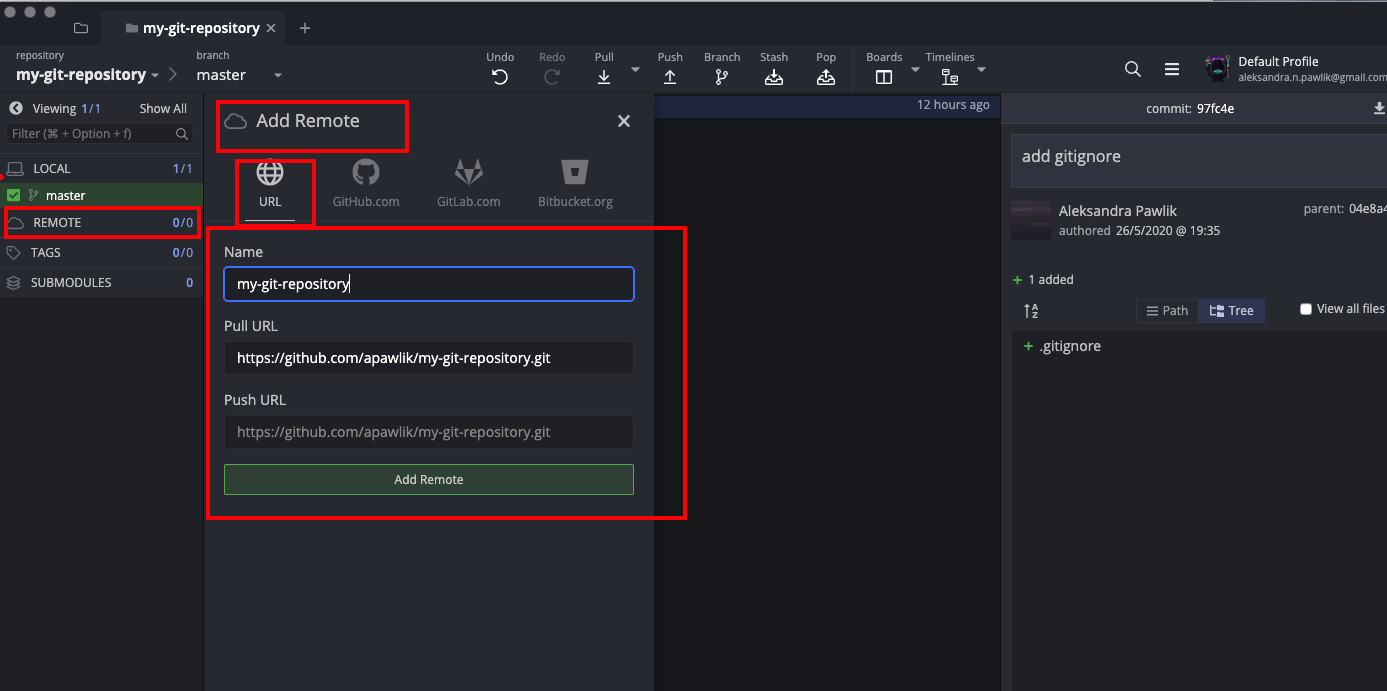 my-git-repository
repository
my-git-repository
branch
master
Undo
Redo
Pull
Push
Branch
Stash
Pop
Boards
Timelines
Default Profile
aleksandra.n.pawlik@gmail.com
Viewing 1/1
Show All
Filter (⌘ + Option + f)
LOCAL
1/1
master
REMOTE
0/0
TAGS
0/0
SUBMODULES
0
Add Remote
URL
GitHub.com
GitLab.com
Bitbucket.org
Name
my-git-repository
Pull URL
https://github.com/apawlik/my-git-repository.git
Push URL
https://github.com/apawlik/my-git-repository.git
Add Remote
12 hours ago
commit: 97fc4e
add gitignore
Aleksandra Pawlik
authored 26/5/2020 @ 19:35
parent: 04e8a4
+ 1 added
A
Z
Path
Tree
View all files
+ .gitignore